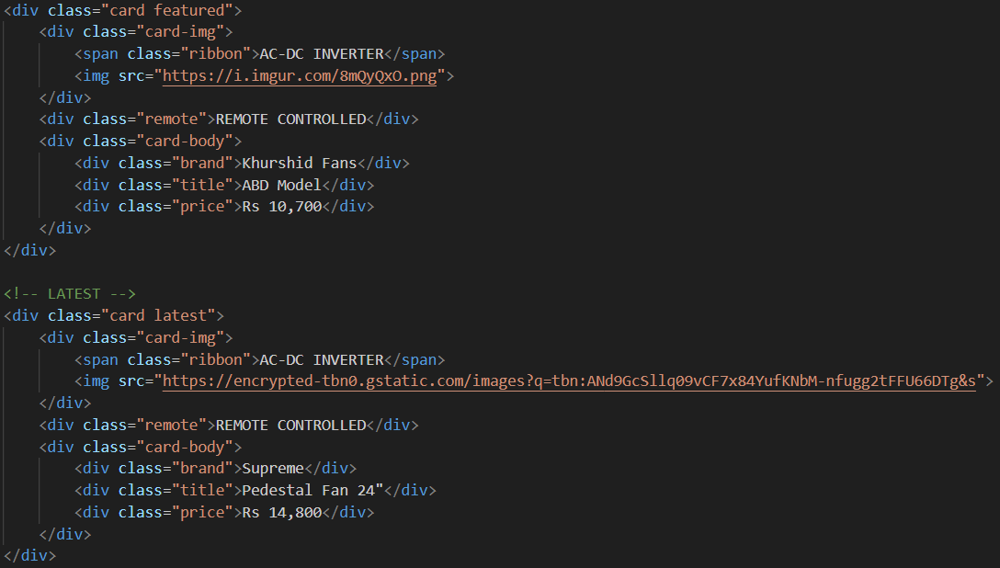 <div class="card featured">
    <div class="card-img">
        <span class="ribbon">AC-DC INVERTER</span>
        <img src="https://i.imgur.com/8mQyQxO.png">
    </div>
    <div class="remote">REMOTE CONTROLLED</div>
    <div class="card-body">
        <div class="brand">Khurshid Fans</div>
        <div class="title">ABD Model</div>
        <div class="price">Rs 10,700</div>
    </div>
</div>

<!-- LATEST -->
<div class="card latest">
    <div class="card-img">
        <span class="ribbon">AC-DC INVERTER</span>
        <img src="https://encrypted-tbn0.gstatic.com/images?q=tbn:ANd9GcSllq09vCF7x84YufKNbM-nfugg2tFFU66DTg&s">
    </div>
    <div class="remote">REMOTE CONTROLLED</div>
    <div class="card-body">
        <div class="brand">Supreme</div>
        <div class="title">Pedestal Fan 24"</div>
        <div class="price">Rs 14,800</div>
    </div>
</div>